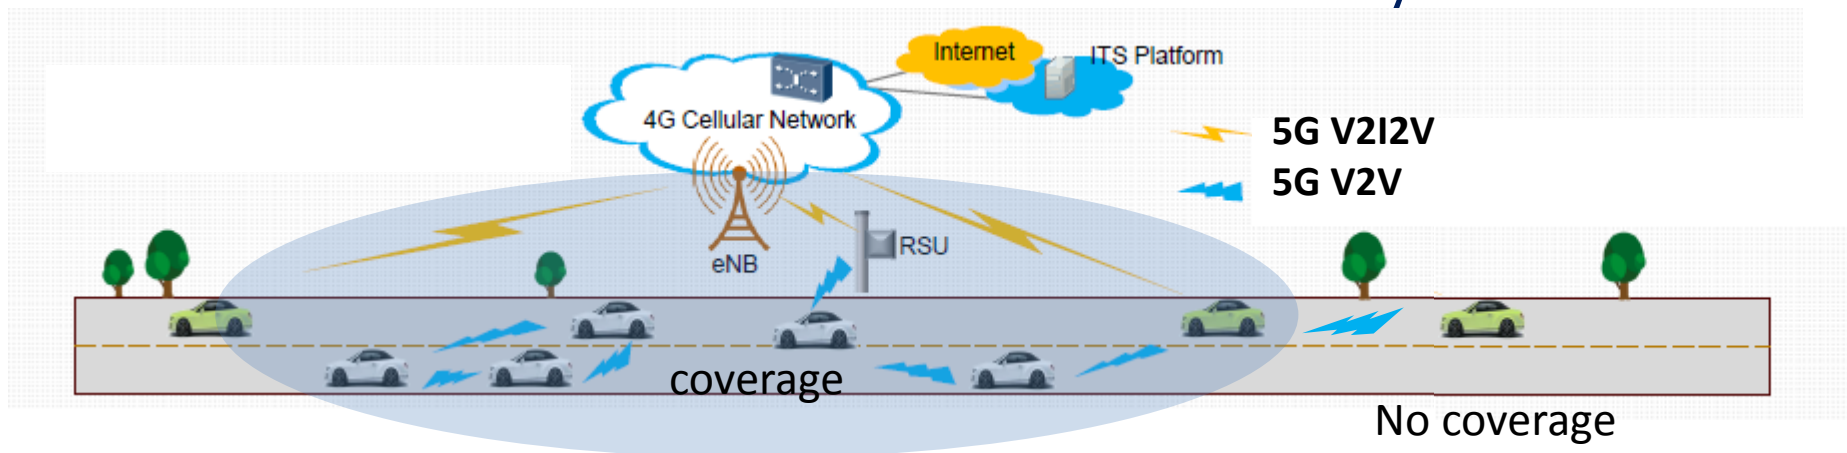 Internet
ITS Platform
4G Cellular Network
5G V2I2V
5G V2V
eNB
RSU
coverage
No coverage